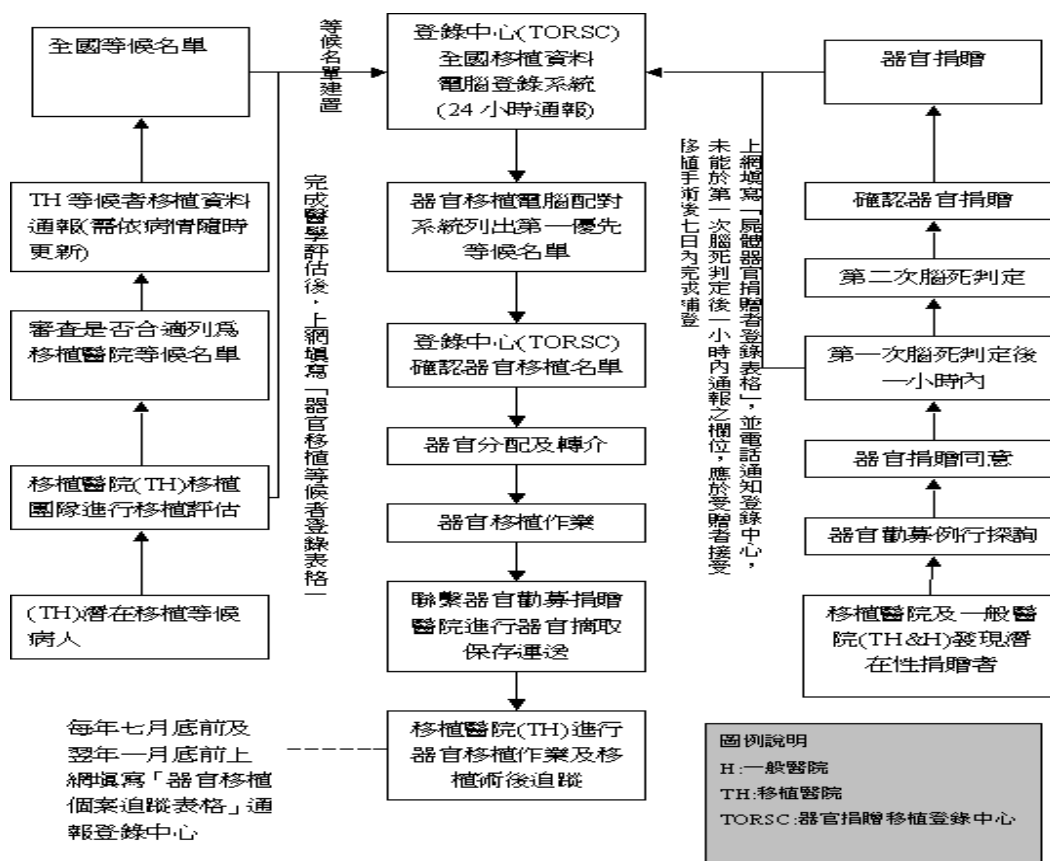 全國等候名單
TH 等候者移植資料
通報(需依病情隨時
更新)
審查是否合適列為
移植醫院等候名單
移植醫院(TH)移植
團隊進行移植評估
(TH)潛在移植等候
病人
等候名單建置
完成醫學評估後，上網填寫「器官移植等候者登錄表格」
登錄中心(TORSC)
全國移植資料
電腦登錄系統
(24 小時通報)
器官移植電腦配對
系統列出第一優先
等候名單
登錄中心(TORSC)
確認器官移植名單
器官分配及轉介
器官移植作業
聯繫器官勸募捐贈
醫院進行器官摘取
保存運送
移植醫院(TH)進行
器官移植作業及移
植術後追蹤
每年七月底前及
翌年一月底前上
網填寫「器官移植
個案追蹤表格」通
報登錄中心
上網填寫「屍體器官捐贈者登錄表格」，並電話通知登錄中心，
未能於第一次腦死判定後一小時內通報之欄位，應於受贈者接受
移植手術後七日內完成補登
器官捐贈
確認器官捐贈
第二次腦死判定
第一次腦死判定後
一小時內
器官捐贈同意
器官勸募例行探詢
移植醫院及一般醫
院(TH&H)發現潛
在性捐贈者
圖例說明
H:一般醫院
TH:移植醫院
TORSC:器官捐贈移植登錄中心